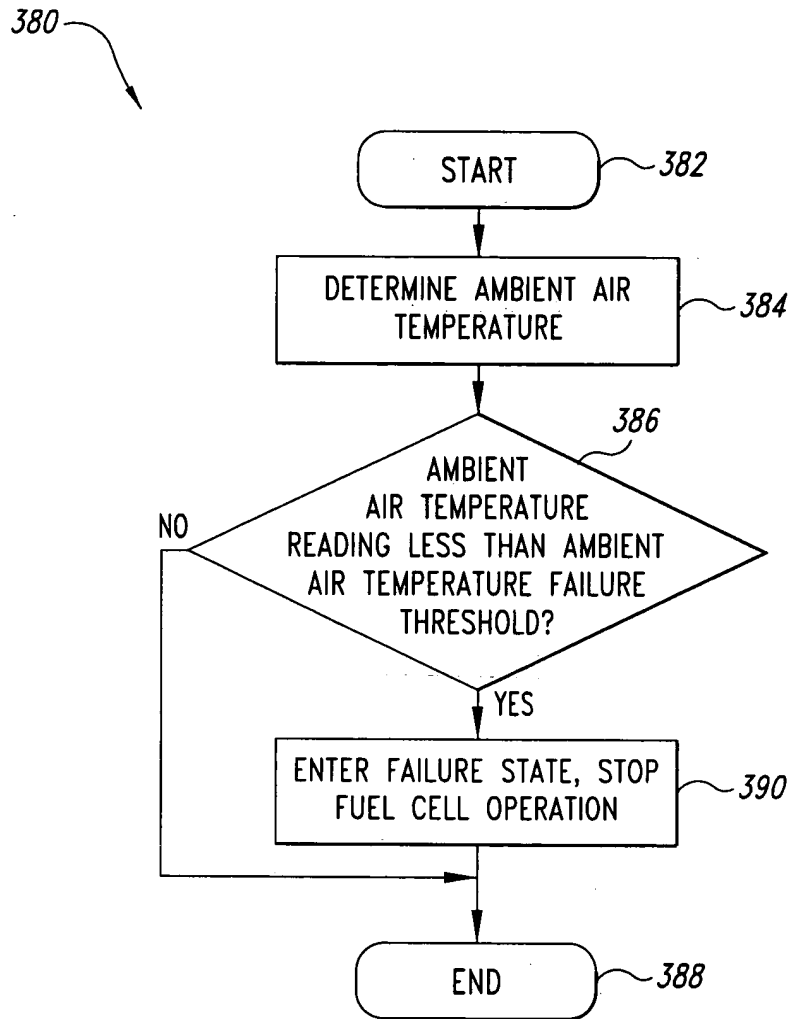 380
START
382
DETERMINE AMBIENT AIR
TEMPERATURE
384
386
AMBIENT
AIR TEMPERATURE
READING LESS THAN AMBIENT
AIR TEMPERATURE FAILURE
THRESHOLD?
NO
YES
ENTER FAILURE STATE, STOP
FUEL CELL OPERATION
390
END
388